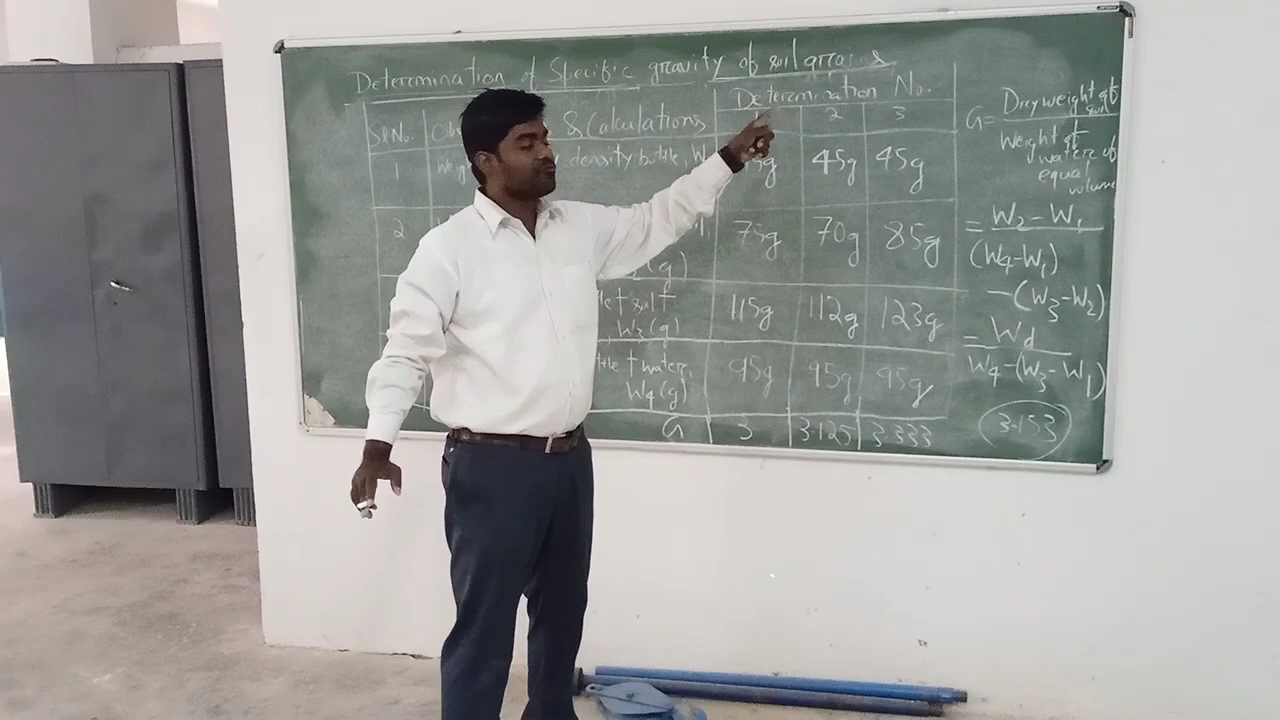 Determination of Specific gravity of soil grains
Sl No. & Calculations Determination No.
2 3
G = Dry weight of soil
Weight of water of equal volume
1 density bottle, 45g 45g
2 75g 70g 85g
(g)
= W2 - W1
(W4-W1)
-(W3-W2)
soil +
W3(g) 115g 112g 123g
= Wd
W4-(W3-W1)
+ water,
W4(g) 95g 95g 95g
G 3 3.125 3.333
3.153